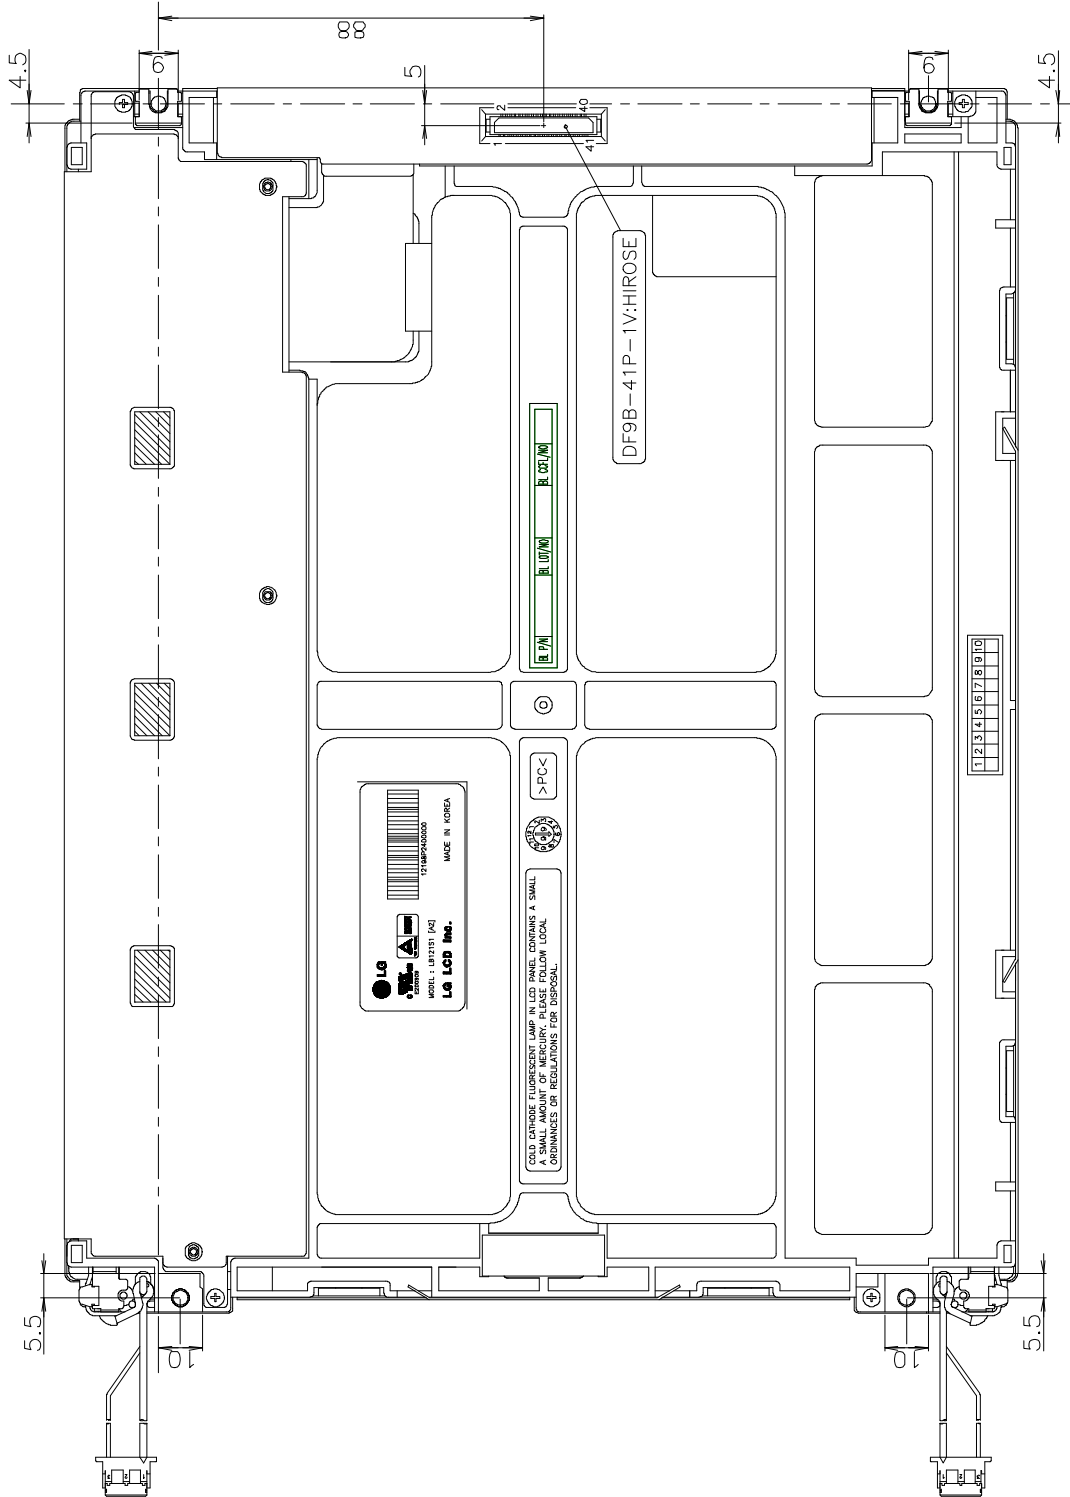 88
4.5
6
5
6
4.5
2
40
1
41
DF9B-41P-1V:HIROSE
BL P/N
BL LOT/NO
BL CCFL/NO
1 2 3 4 5 6 7 8 9 10
>PC<
LG
E200909
MODEL : LB121S1 [A2]
LG LCD Inc.
12198P2400000
MADE IN KOREA
COLD CATHODE FLUORESCENT LAMP IN LCD PANEL CONTAINS A SMALL
A SMALL AMOUNT OF MERCURY. PLEASE FOLLOW LOCAL
ORDINANCES OR REGULATIONS FOR DISPOSAL.
5.5
10
10
5.5